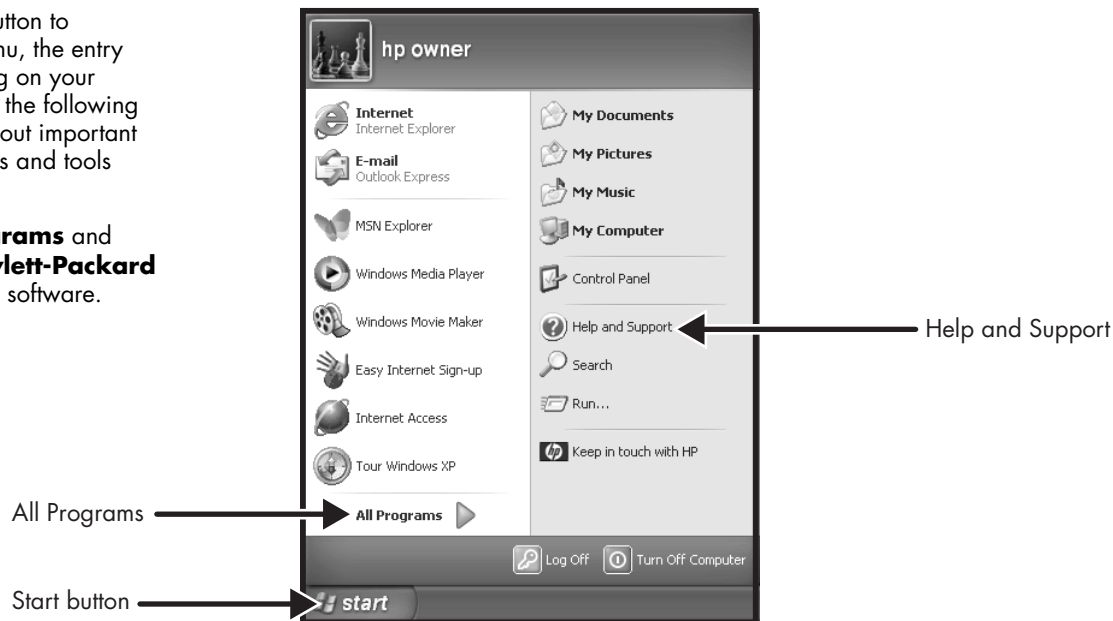 utton to
nu, the entry
g on your
the following
out important
s and tools
grams and
vlett-Packard
software.
hp owner
Internet
Internet Explorer
E-mail
Outlook Express
MSN Explorer
Windows Media Player
Windows Movie Maker
Easy Internet Sign-up
Internet Access
Tour Windows XP
All Programs
My Documents
My Pictures
My Music
My Computer
Control Panel
Help and Support
Search
Run...
hp Keep in touch with HP
Log Off Turn Off Computer
start
Help and Support
All Programs
Start button